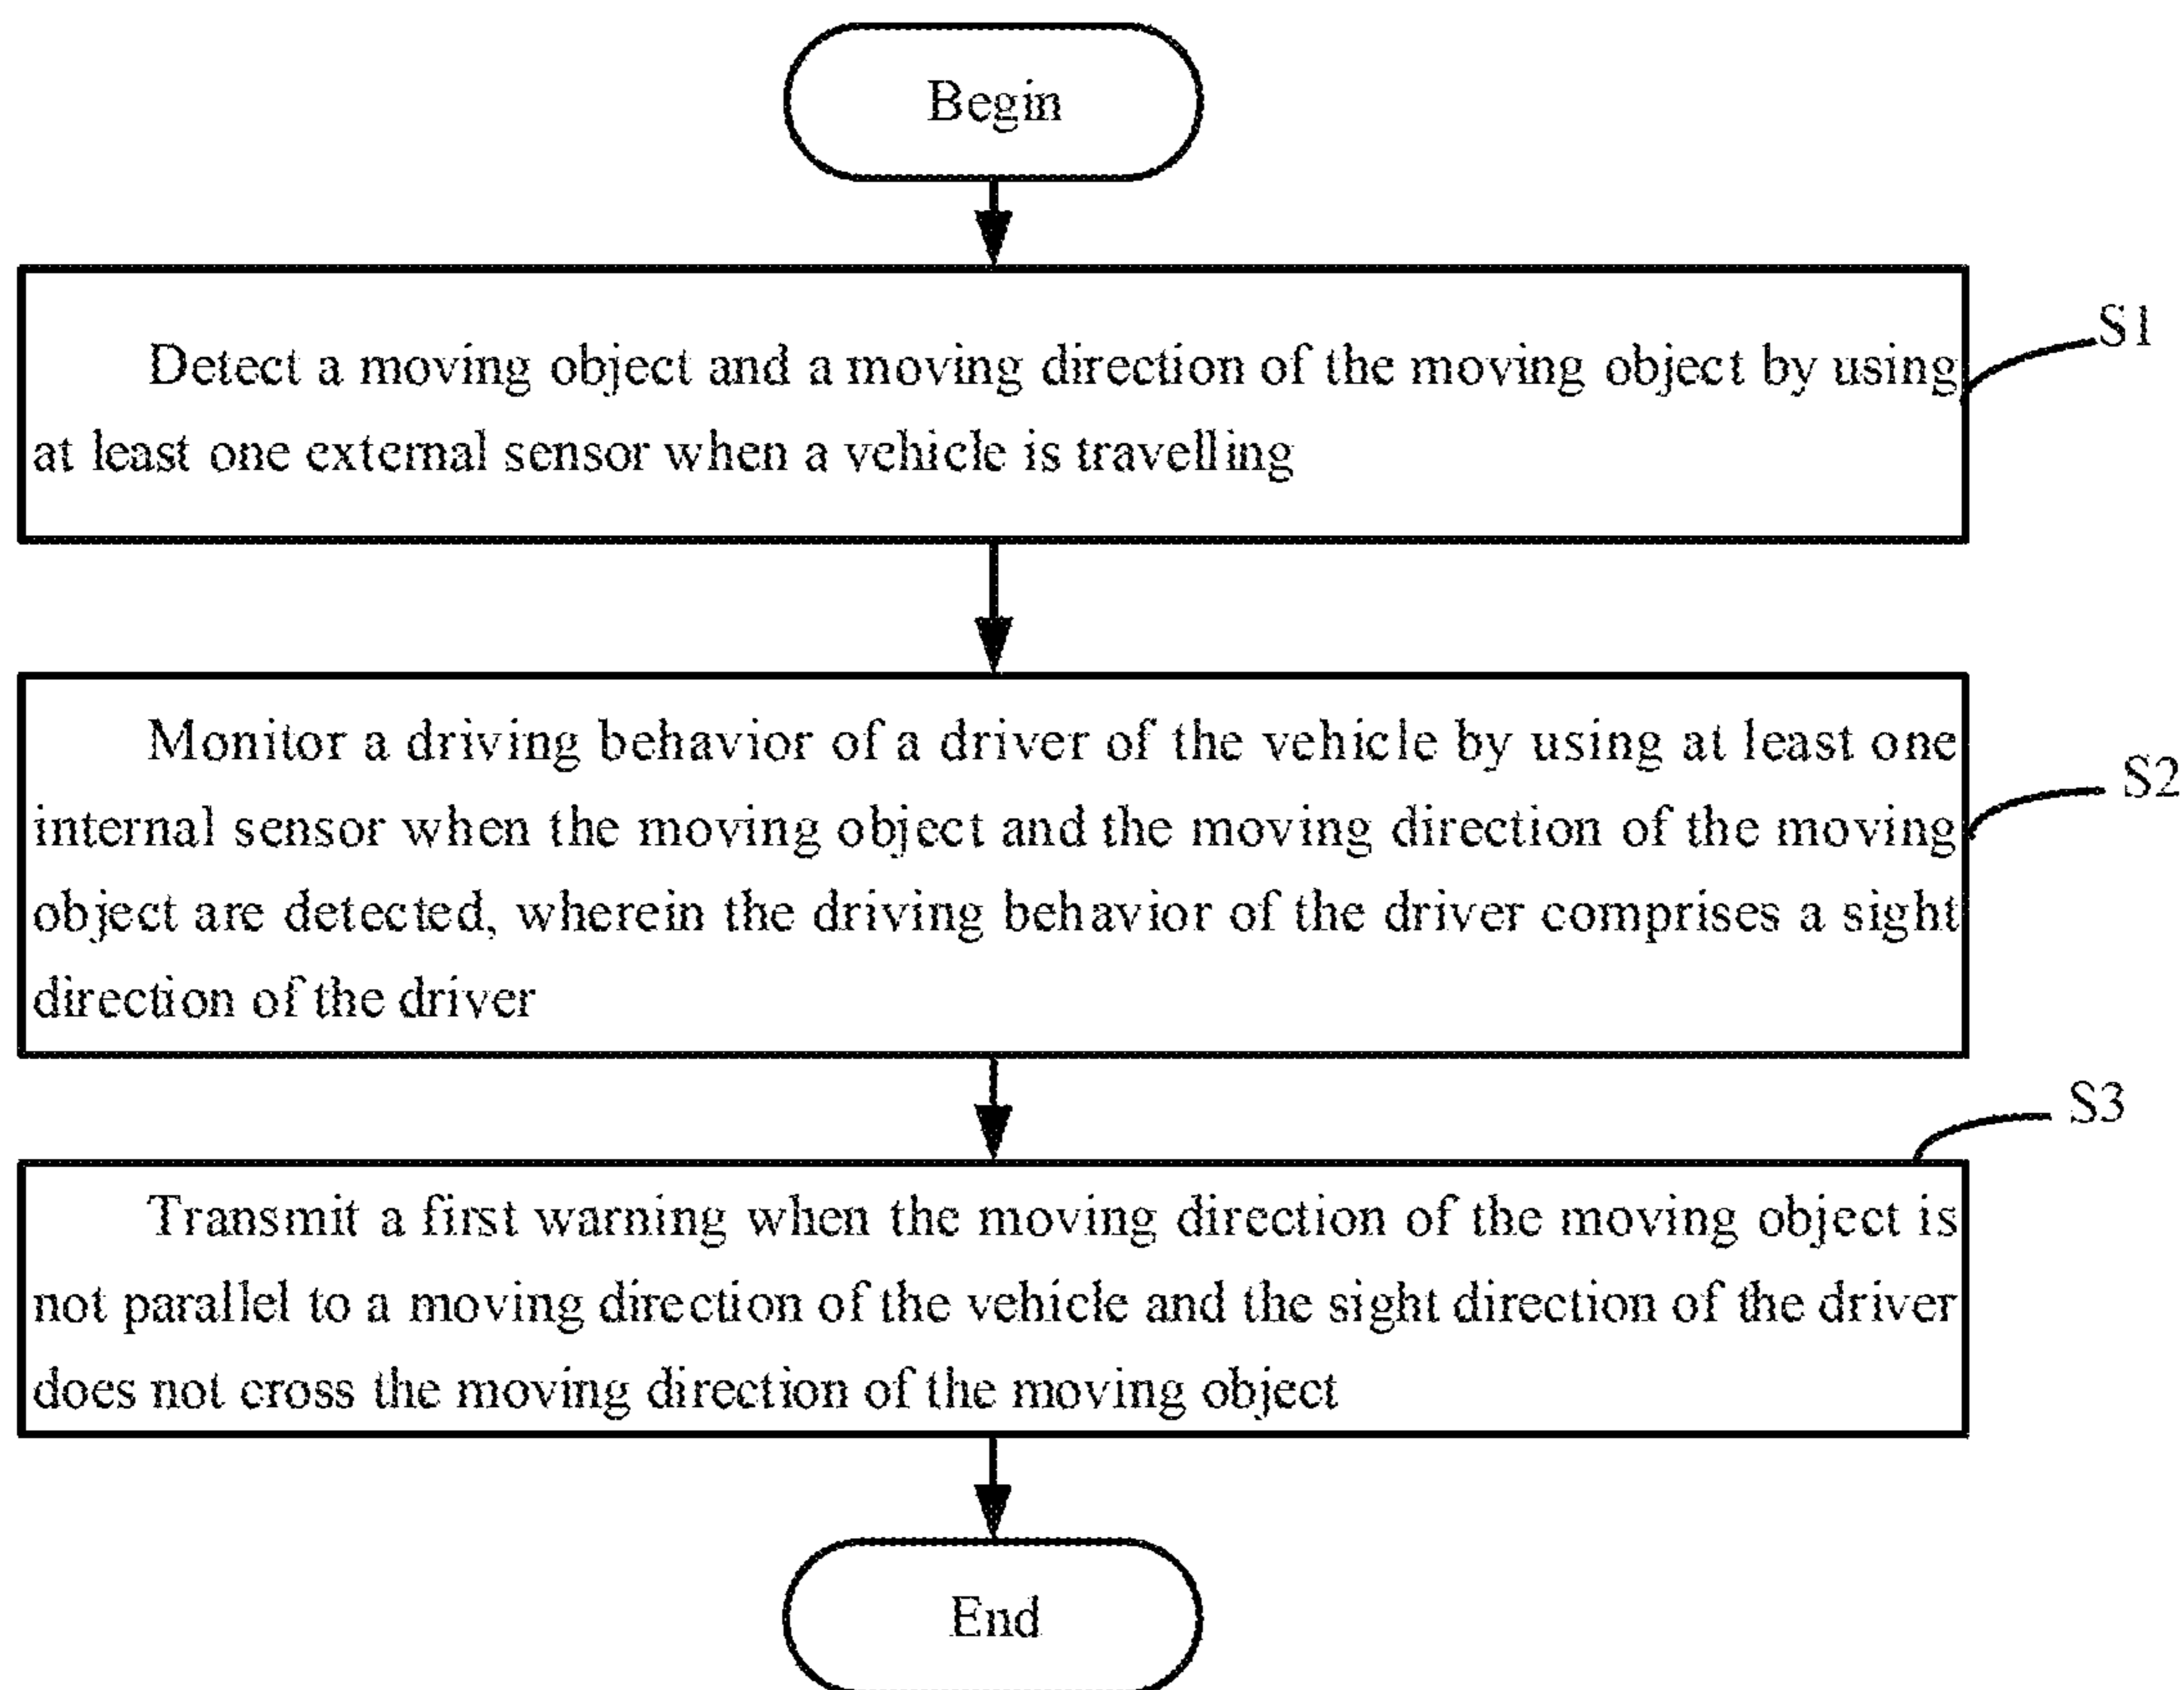 Begin
Detect a moving object and a moving direction of the moving object by using
at least one external sensor when a vehicle is travelling
S1
Monitor a driving behavior of a driver of the vehicle by using at least one
internal sensor when the moving object and the moving direction of the moving
object are detected, wherein the driving behavior of the driver comprises a sight
direction of the driver
S2
S3
Transmit a first warning when the moving direction of the moving object is
not parallel to a moving direction of the vehicle and the sight direction of the driver
does not cross the moving direction of the moving object
End